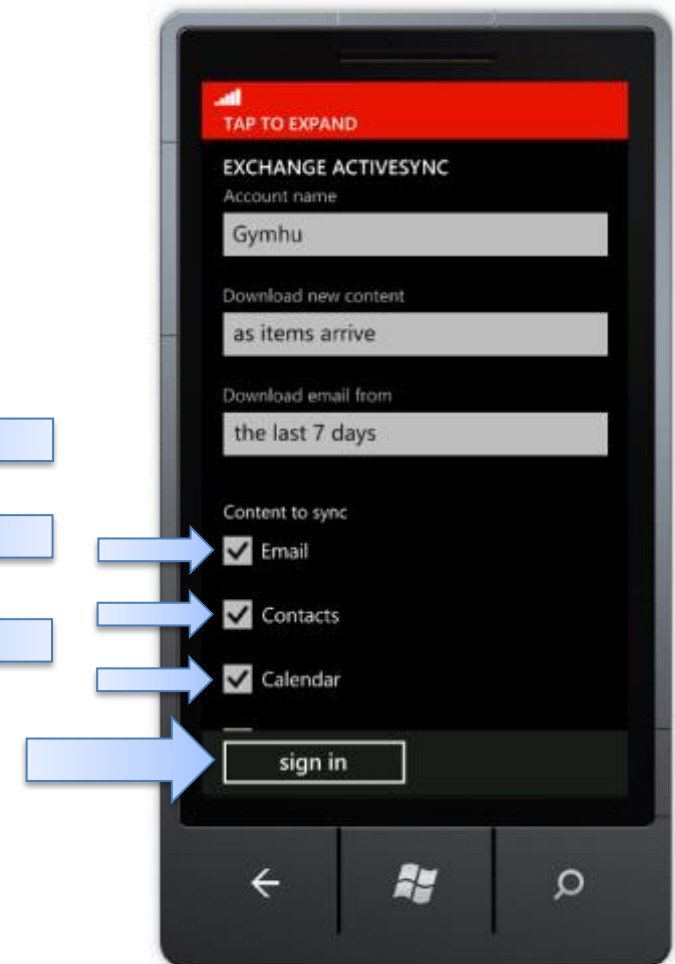 TAP TO EXPAND
EXCHANGE ACTIVESYNC
Account name
Gymhu
Download new content
as items arrive
Download email from
the last 7 days
Content to sync
Email
Contacts
Calendar
sign in